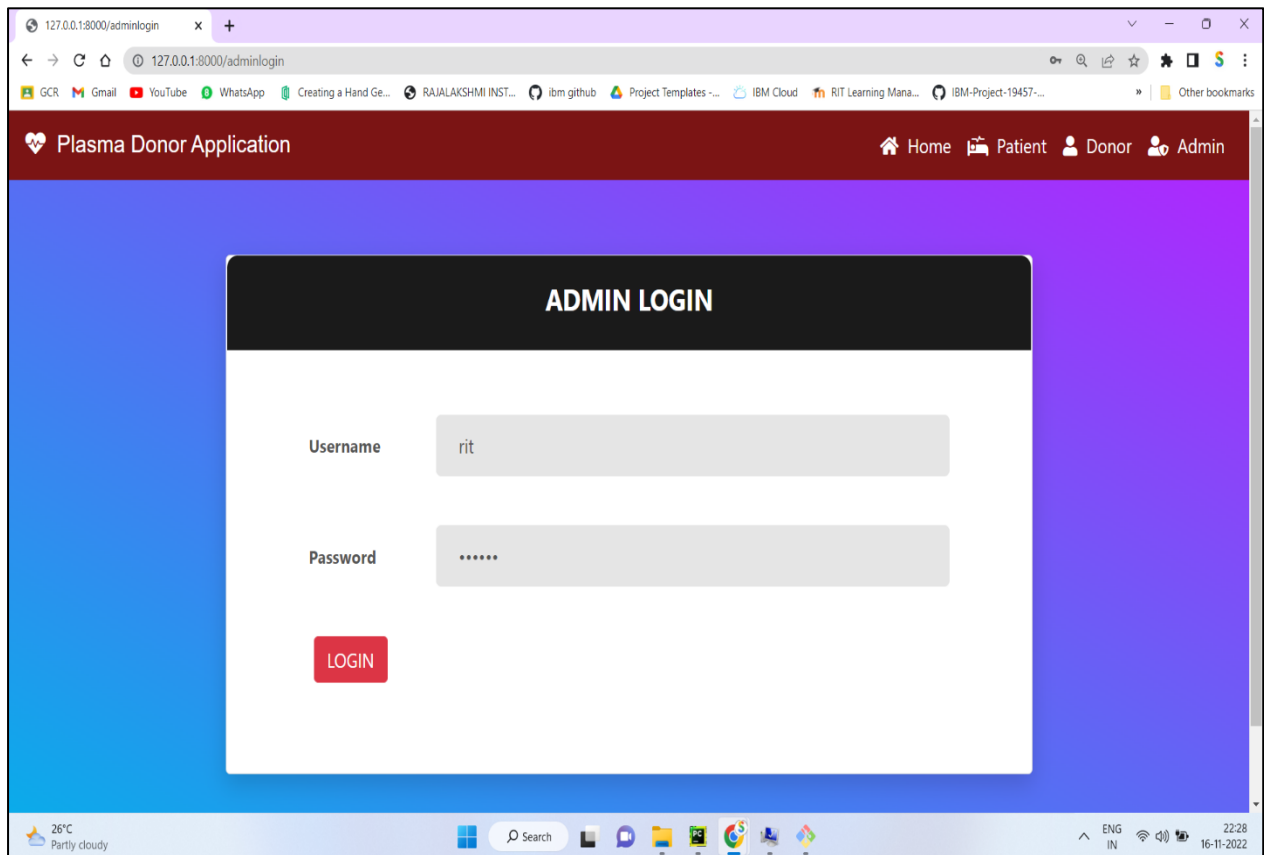 127.0.0.1:8000/adminlogin
127.0.0.1:8000/adminlogin
GCR Gmail YouTube WhatsApp Creating a Hand Ge... RAJALAKSHMI INST... ibm github Project Templates -... IBM Cloud RIT Learning Mana... IBM-Project-19457-... » Other bookmarks
Plasma Donor Application Home Patient Donor Admin
ADMIN LOGIN
Username rit
Password ••••••
LOGIN
26°C
Partly cloudy
Search
ENG
IN
22:28
16-11-2022